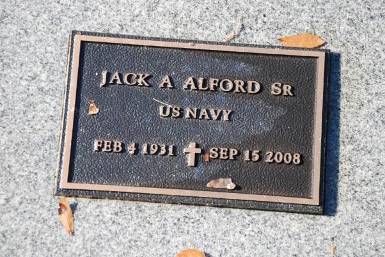 JACK A ALFORD SR
US NAVY
FEB 4 1931 SEP 15 2008